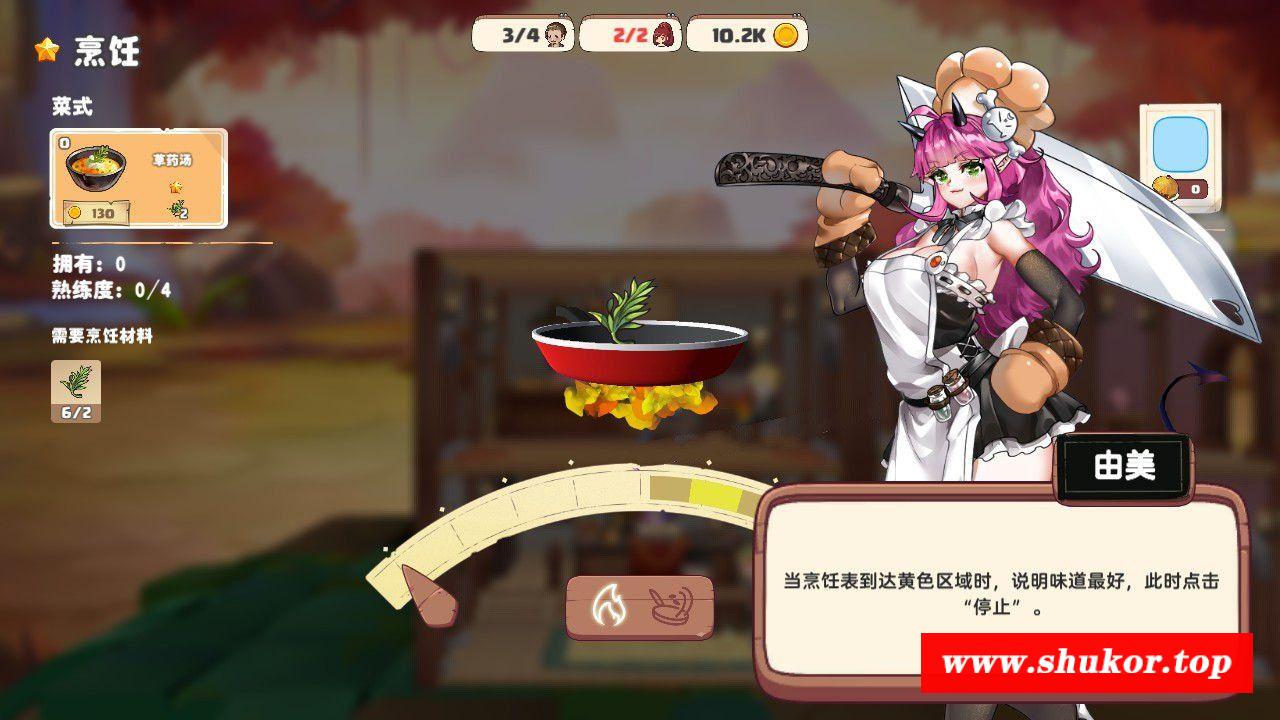 烹饪
3/4
2/2
10.2K
菜式
0
草药汤
130
2
0
拥有：0
熟练度：0/4
需要烹饪材料
6/2
由美
当烹饪表到达黄色区域时，说明味道最好，此时点击
“停止”。
www.shukor.top